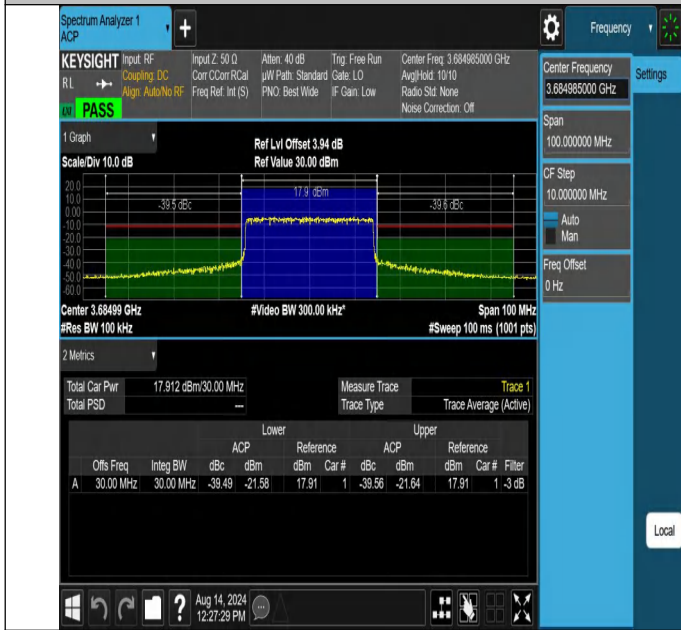 Spectrum Analyzer 1
ACP
+
Frequency
KEYSIGHT
RL
PASS
Input: RF
Coupling: DC
Align: Auto/No RF
Input Z: 50 Ω
Corr CCorr RCal
Freq Ref: Int (S)
Atten: 40 dB
µW Path: Standard
PNO: Best Wide
Trig: Free Run
Gate: LO
IF Gain: Low
Center Freq: 3.684985000 GHz
Avg|Hold: 10/10
Radio Std: None
Noise Correction: Off
Center Frequency
3.684985000 GHz
Settings
Span
100.000000 MHz
CF Step
10.000000 MHz
Auto
Man
Freq Offset
0 Hz
1 Graph
Scale/Div 10.0 dB
Ref Lvl Offset 3.94 dB
Ref Value 30.00 dBm
20.0
10.0
0.00
-10.0
-20.0
-30.0
-40.0
-50.0
-60.0
-39.5 dBc
17.9 dBm
-39.6 dBc
Center 3.68499 GHz
#Video BW 300.00 kHz*
Span 100 MHz
#Res BW 100 kHz
#Sweep 100 ms (1001 pts)
2 Metrics
Total Car Pwr 17.912 dBm/30.00 MHz
Measure Trace Trace 1
Total PSD ---
Trace Type Trace Average (Active)
Lower Upper
ACP Reference ACP Reference
Offs Freq Integ BW dBc dBm dBm Car # dBc dBm dBm Car # Filter
A 30.00 MHz 30.00 MHz -39.49 -21.58 17.91 1 -39.56 -21.64 17.91 1 -3 dB
Local
?
Aug 14, 2024
12:27:29 PM